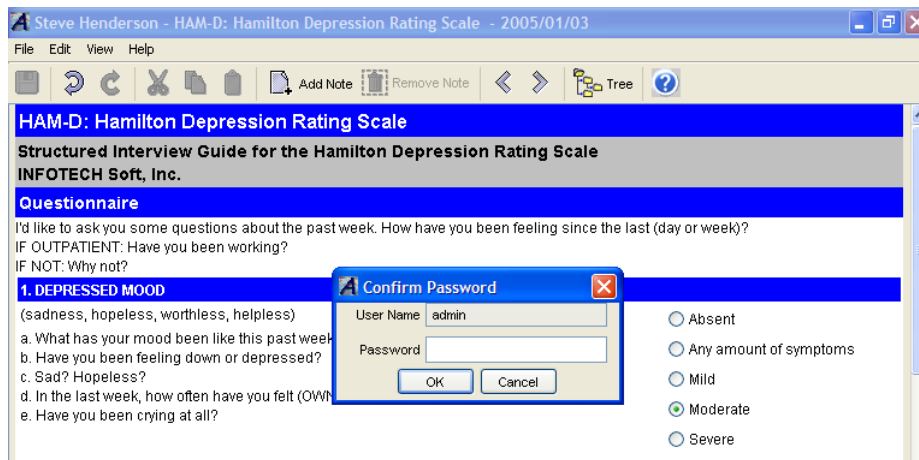 Steve Henderson - HAM-D: Hamilton Depression Rating Scale - 2005/01/03
File Edit View Help
Add Note Remove Note Tree
HAM-D: Hamilton Depression Rating Scale
Structured Interview Guide for the Hamilton Depression Rating Scale
INFOTECH Soft, Inc.
Questionnaire
I'd like to ask you some questions about the past week. How have you been feeling since the last (day or week)?
IF OUTPATIENT: Have you been working?
IF NOT: Why not?
1. DEPRESSED MOOD
(sadness, hopeless, worthless, helpless)
a. What has your mood been like this past week
b. Have you been feeling down or depressed?
c. Sad? Hopeless?
d. In the last week, how often have you felt (OWN
e. Have you been crying at all?
Confirm Password
User Name admin
Password
OK Cancel
Absent
Any amount of symptoms
Mild
Moderate
Severe